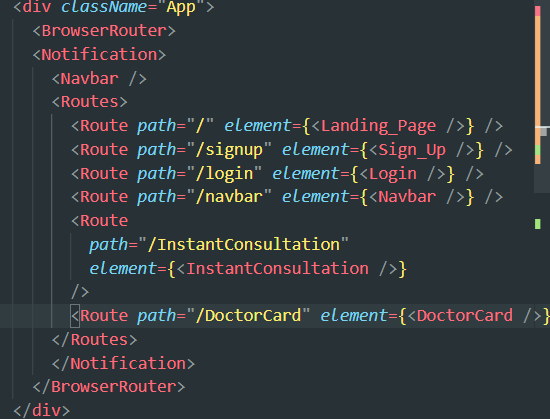 <div className="App">
<BrowserRouter>
<Notification>
<Navbar />
<Routes>
<Route path="/" element={<Landing_Page />} />
<Route path="/signup" element={<Sign_Up />} />
<Route path="/login" element={<Login />} />
<Route path="/navbar" element={<Navbar />} />
<Route
path="/InstantConsultation"
element={<InstantConsultation />}
/>
<Route path="/DoctorCard" element={<DoctorCard />}
</Routes>
</Notification>
</BrowserRouter>
</div>